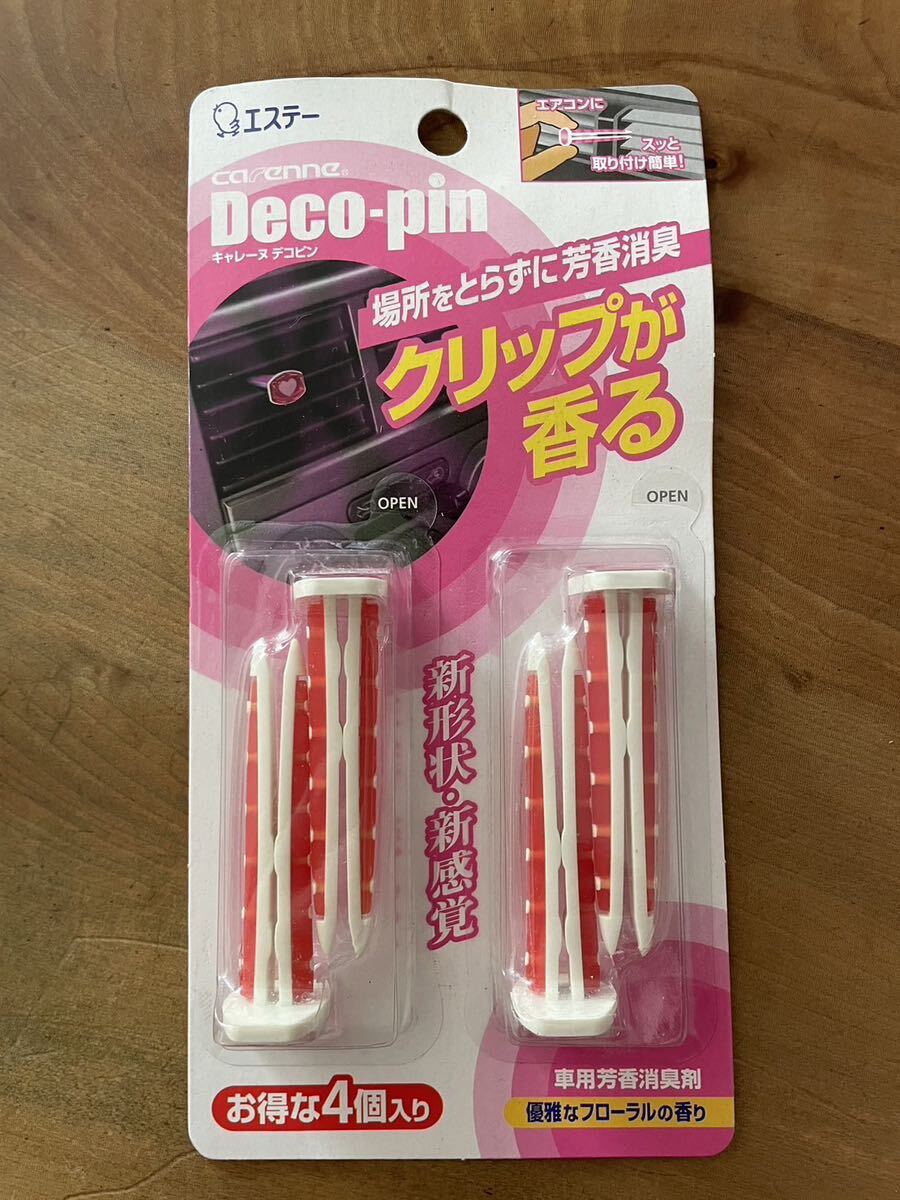 エステー
エアコンに
スッと
取り付け簡単!
carenne®
Deco-pin
キャレーヌ デコピン
場所をとらずに芳香消臭
クリップが
香る
OPEN
OPEN
新形状・新感覚
お得な4個入り
車用芳香消臭剤
優雅なフローラルの香り